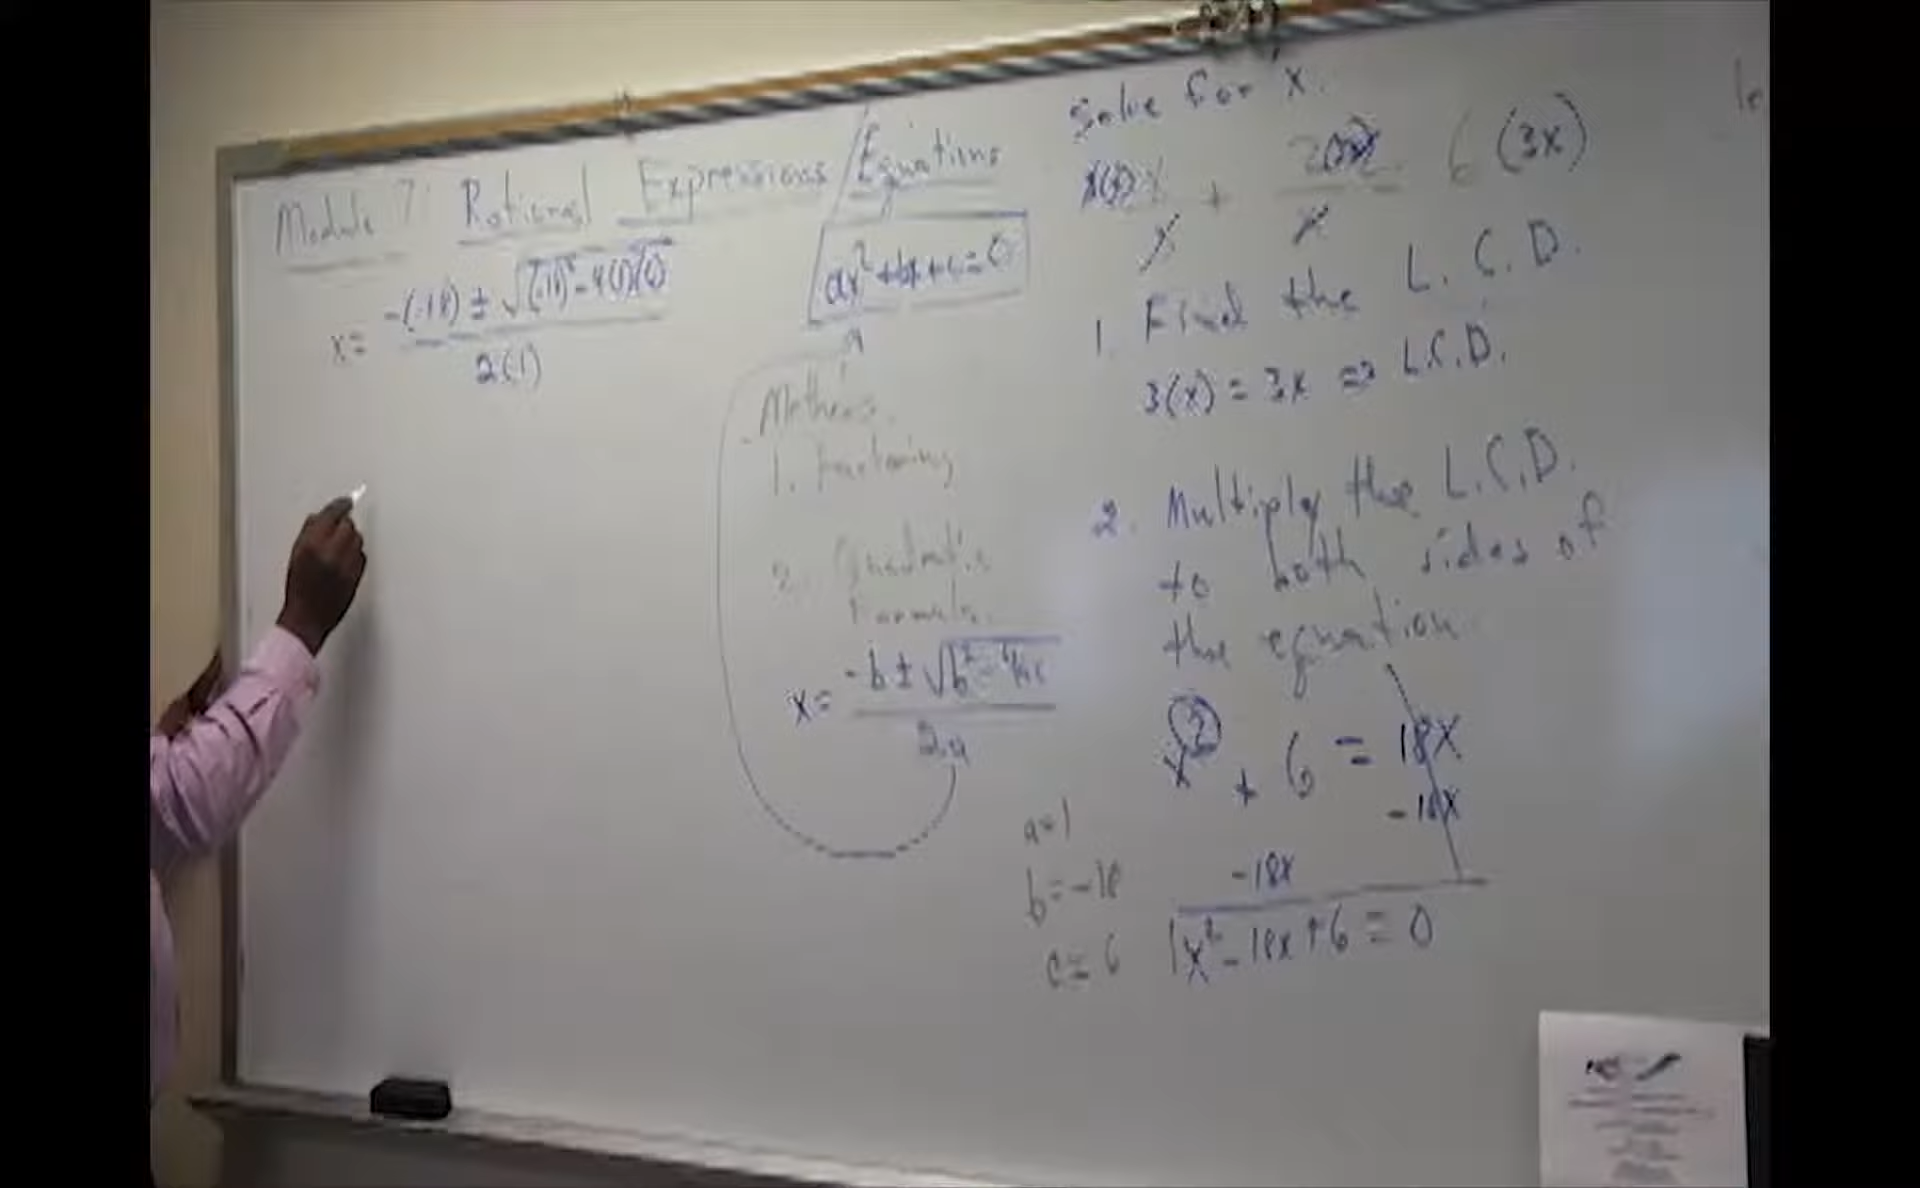 Module 7: Rational Expressions / Equations
x = -(-18) ± √(-18)² - 4(1)(6)
2(1)
ax² + bx + c = 0
Methods
1. Factoring
2. Quadratic
Formula
x = -b ± √b² - 4ac
2a
Solve for x.
+ = 6 (3x)
1. Find the L.C.D.
3(x) = 3x => L.C.D.
2. Multiply the L.C.D.
to both sides of
the equation.
x² + 6 = 18x
-18x
-18x
a=1
b=-18
c=6
1x² - 18x + 6 = 0